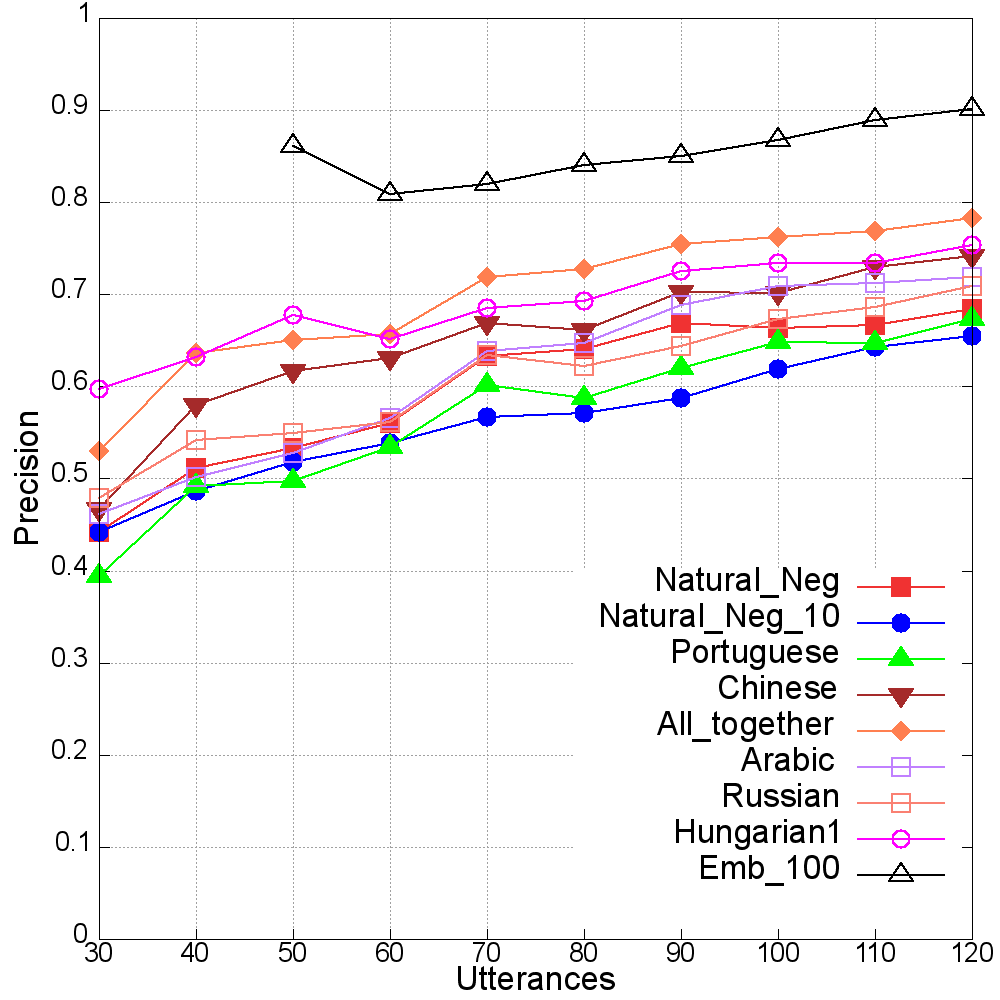 1
0.9
0.8
0.7
0.6
0.5
0.4
0.3
0.2
0.1
0
Precision
Natural_Neg
Natural_Neg_10
Portuguese
Chinese
All_together
Arabic
Russian
Hungarian1
Emb_100
30 40 50 60 70 80 90 100 110 120
Utterances